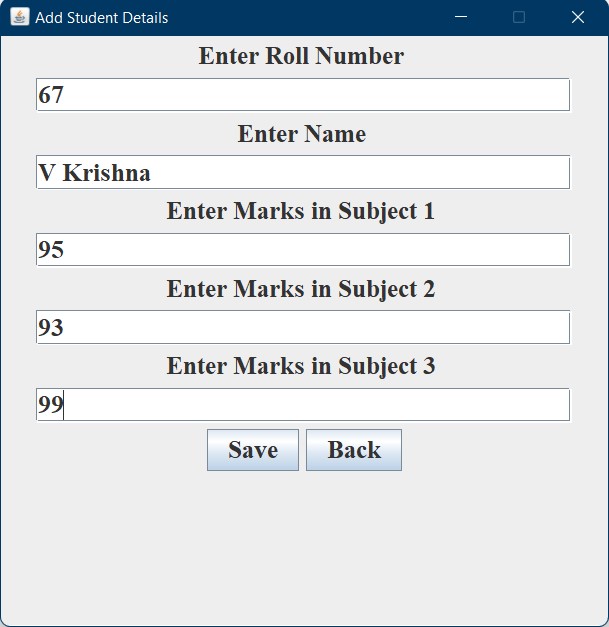 Add Student Details
Enter Roll Number
67
Enter Name
V Krishna
Enter Marks in Subject 1
95
Enter Marks in Subject 2
93
Enter Marks in Subject 3
99
Save Back